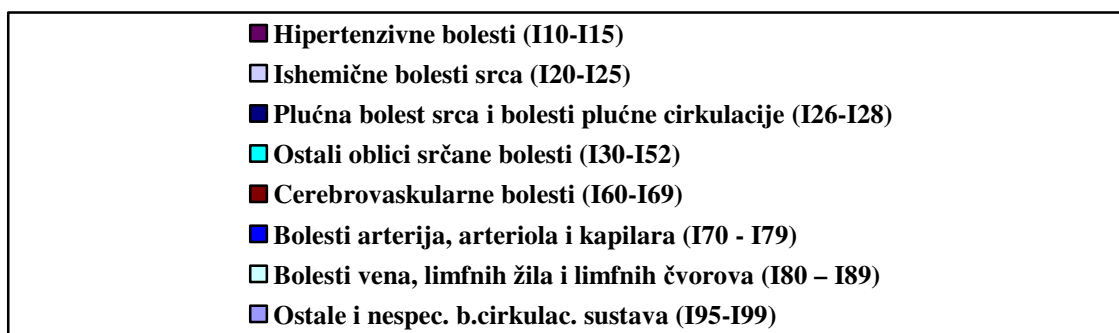 Hipertenzivne bolesti (I10-I15)
Ishemične bolesti srca (I20-I25)
Plućna bolest srca i bolesti plućne cirkulacije (I26-I28)
Ostali oblici srčane bolesti (I30-I52)
Cerebrovaskularne bolesti (I60-I69)
Bolesti arterija, arteriola i kapilara (I70 - I79)
Bolesti vena, limfnih žila i limfnih čvorova (I80 – I89)
Ostale i nespec. b.cirkulac. sustava (I95-I99)